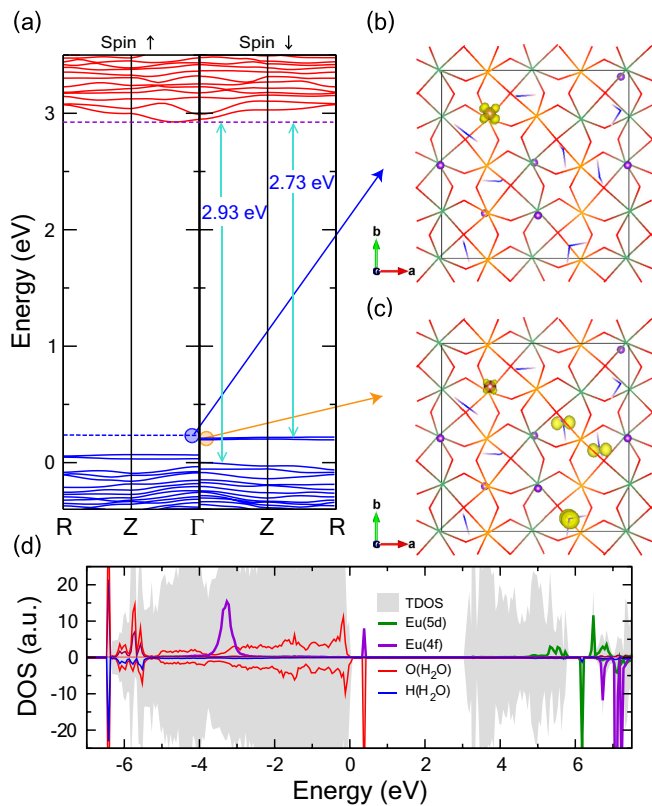 (a)
Spin ↑
Spin ↓
Energy (eV)
3
2
1
0
2.93 eV
2.73 eV
R
Z
Γ
Z
R
(b)
b
c
a
(c)
b
c
a
(d)
DOS (a.u.)
20
10
0
-10
-20
TDOS
Eu(5d)
Eu(4f)
O(H₂O)
H(H₂O)
-6
-4
-2
0
2
4
6
Energy (eV)